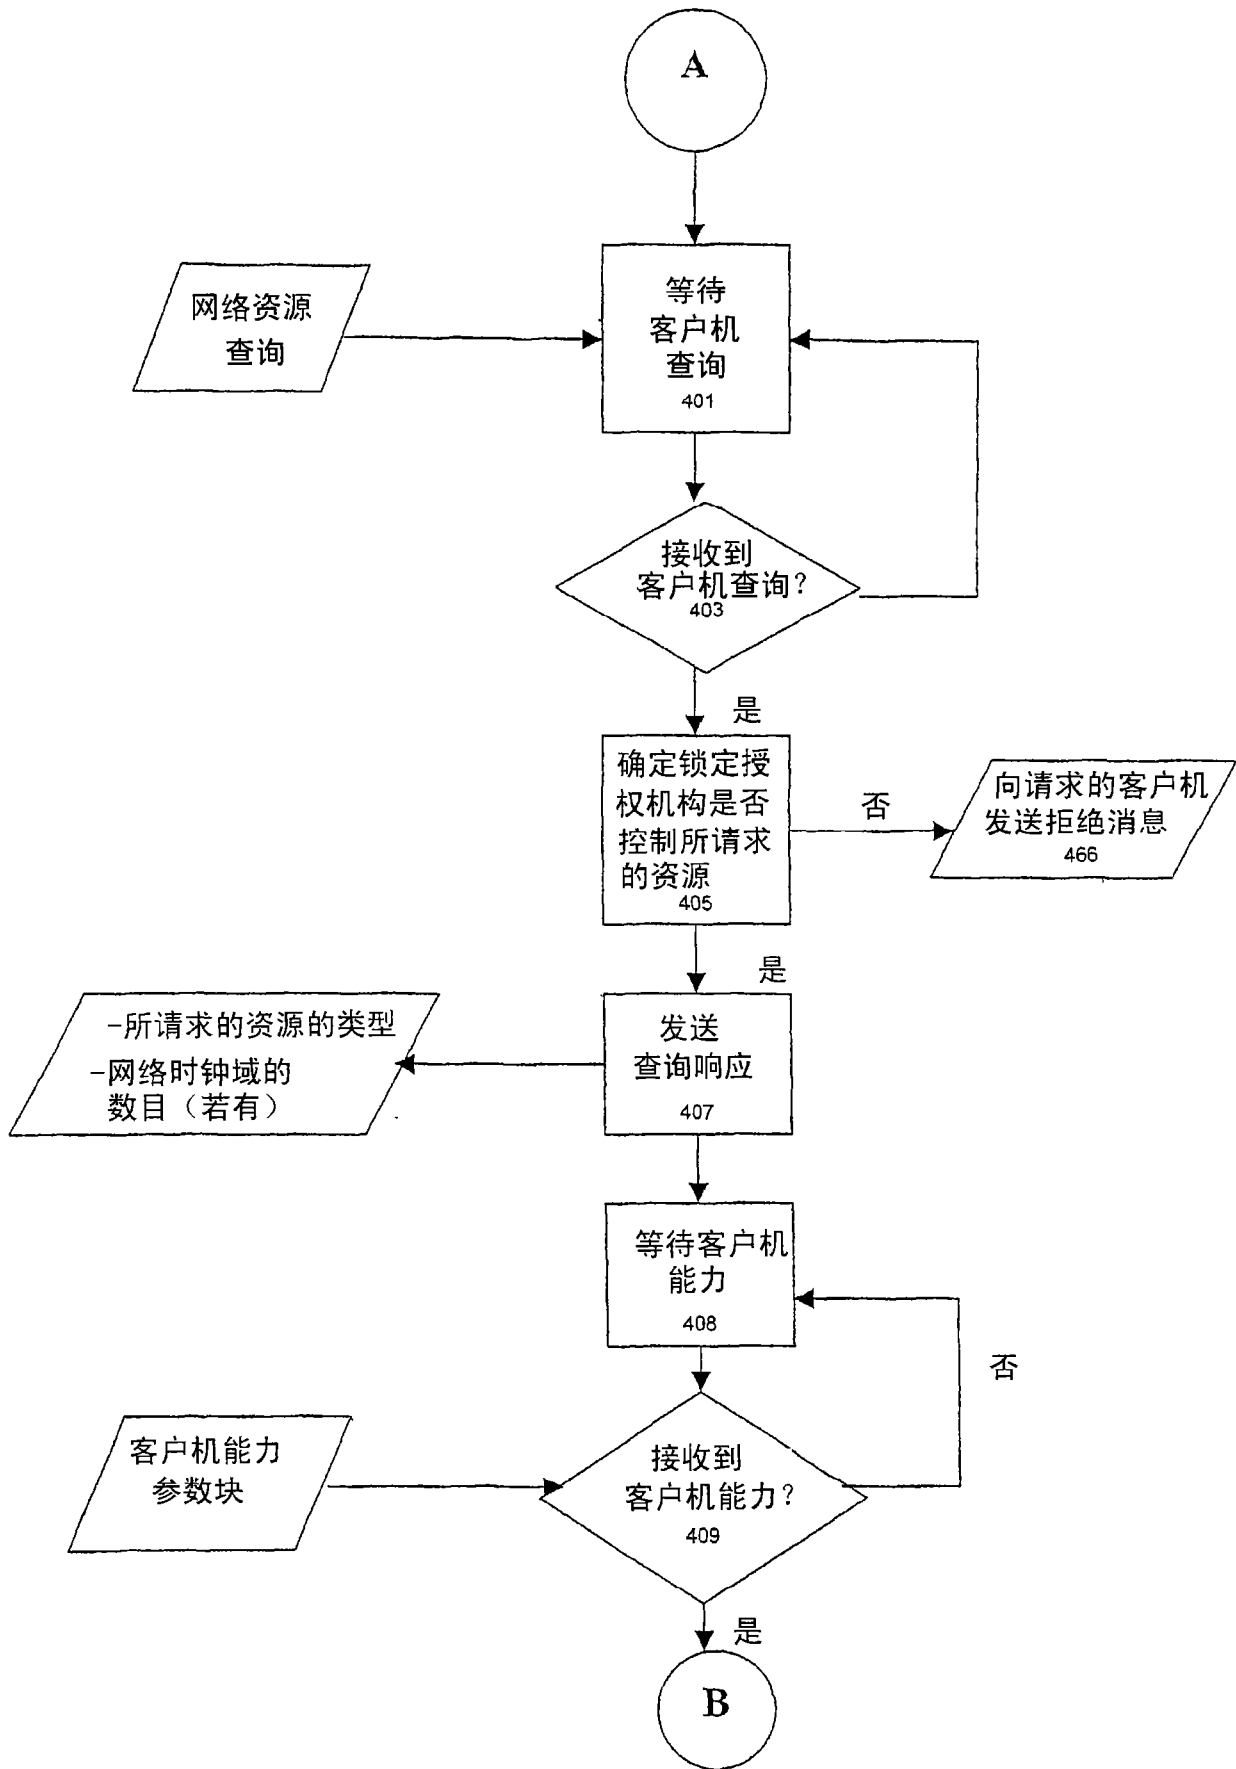 A
网络资源
查询
等待
客户机
查询
401
接收到
客户机查询?
403
是
确定锁定授
权机构是否
控制所请求
的资源
405
否
向请求的客户机
发送拒绝消息
466
是
-所请求的资源的类型
-网络时钟域的
数目（若有）
发送
查询响应
407
等待客户机
能力
408
否
客户机能力
参数块
接收到
客户机能力?
409
是
B